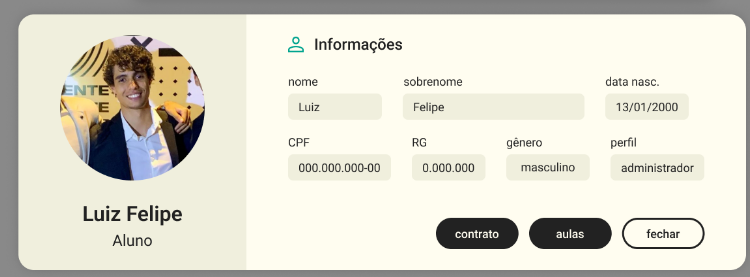 ENTE
TE
Luiz Felipe
Aluno
Informações
nome sobrenome data nasc.
Luiz Felipe 13/01/2000
CPF RG gênero perfil
000.000.000-00 0.000.000 masculino administrador
contrato aulas fechar